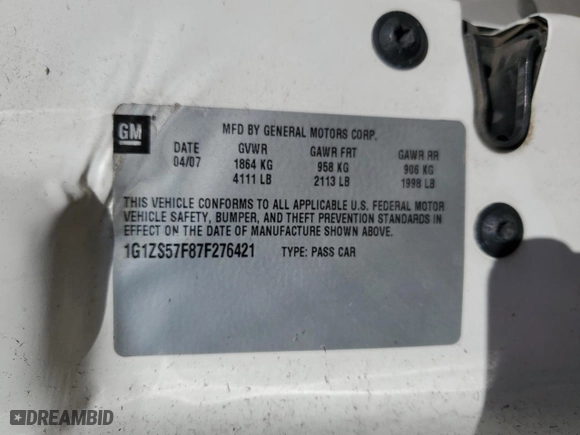 GM
MFD BY GENERAL MOTORS CORP.
DATE GVWR GAWR FRT GAWR RR
04/07 1864 KG 958 KG 906 KG
4111 LB 2113 LB 1998 LB
THIS VEHICLE CONFORMS TO ALL APPLICABLE U.S. FEDERAL MOTOR
VEHICLE SAFETY, BUMPER, AND THEFT PREVENTION STANDARDS IN
EFFECT ON THE DATE OF MANUFACTURE SHOWN ABOVE.
1G1ZS57F87F276421 TYPE: PASS CAR
DREAMBID